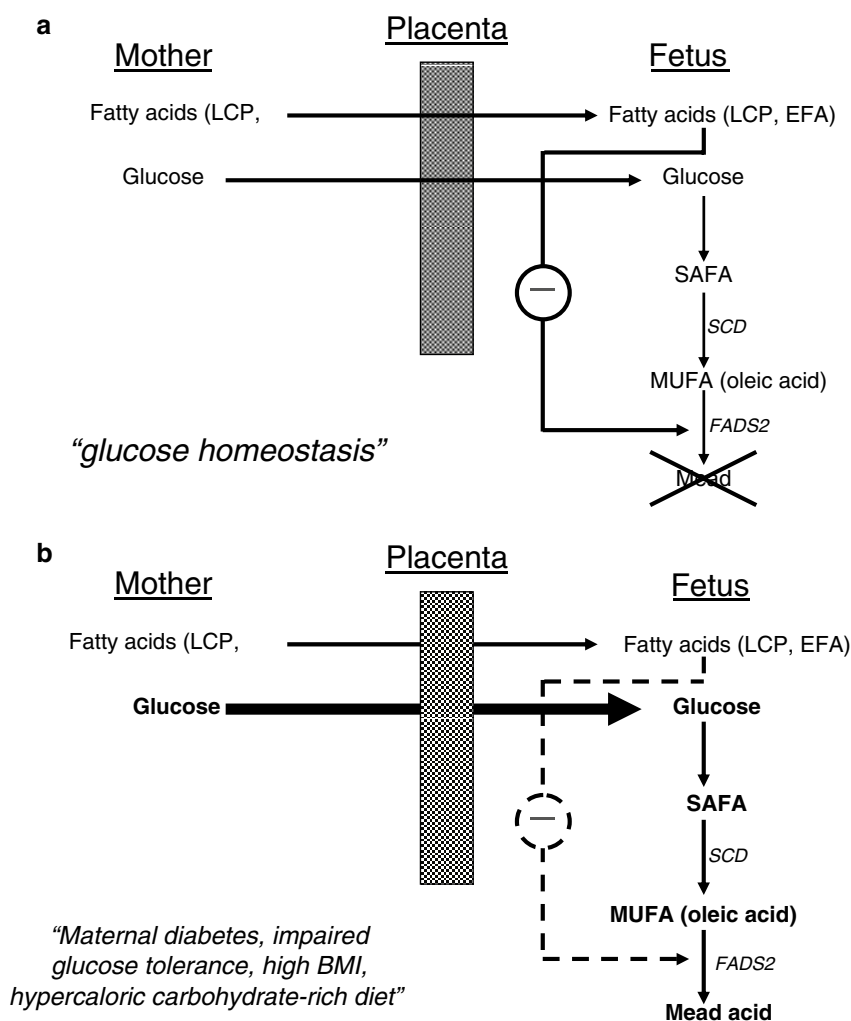 a
Placenta
Mother
Fetus
Fatty acids (LCP,
Fatty acids (LCP, EFA)
Glucose
Glucose
SAFA
SCD
MUFA (oleic acid)
FADS2
"glucose homeostasis"
Mead
b
Placenta
Mother
Fetus
Fatty acids (LCP,
Fatty acids (LCP, EFA)
Glucose
Glucose
SAFA
SCD
MUFA (oleic acid)
FADS2
Mead acid
"Maternal diabetes, impaired
glucose tolerance, high BMI,
hypercaloric carbohydrate-rich diet"